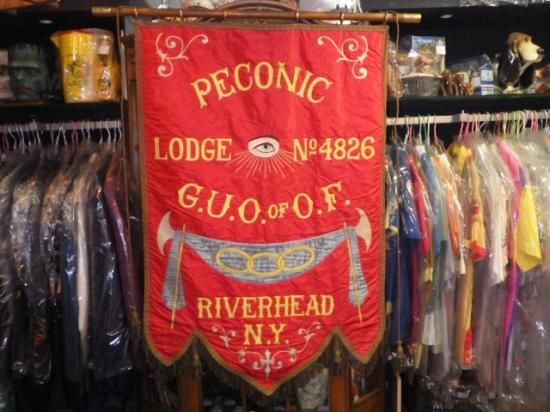 PECONIC
LODGE No 4826
G.U.O. OF O.F.
RIVERHEAD
N.Y.